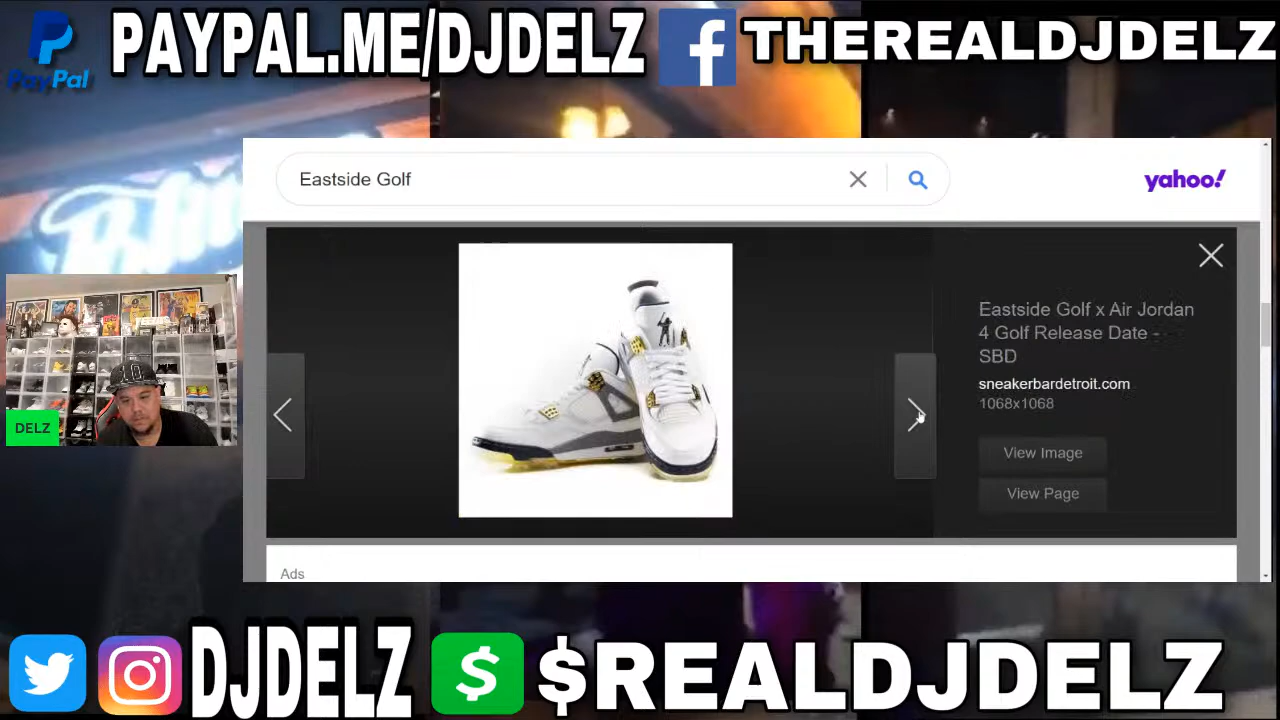 PayPal
PAYPAL.ME/DJDELZ
THEREALDJDELZ
Eastside Golf
yahoo!
Eastside Golf x Air Jordan
4 Golf Release Date -
SBD
sneakerbardetroit.com
1068x1068
View Image
View Page
DELZ
Ads
DJDELZ
$REALDJDELZ